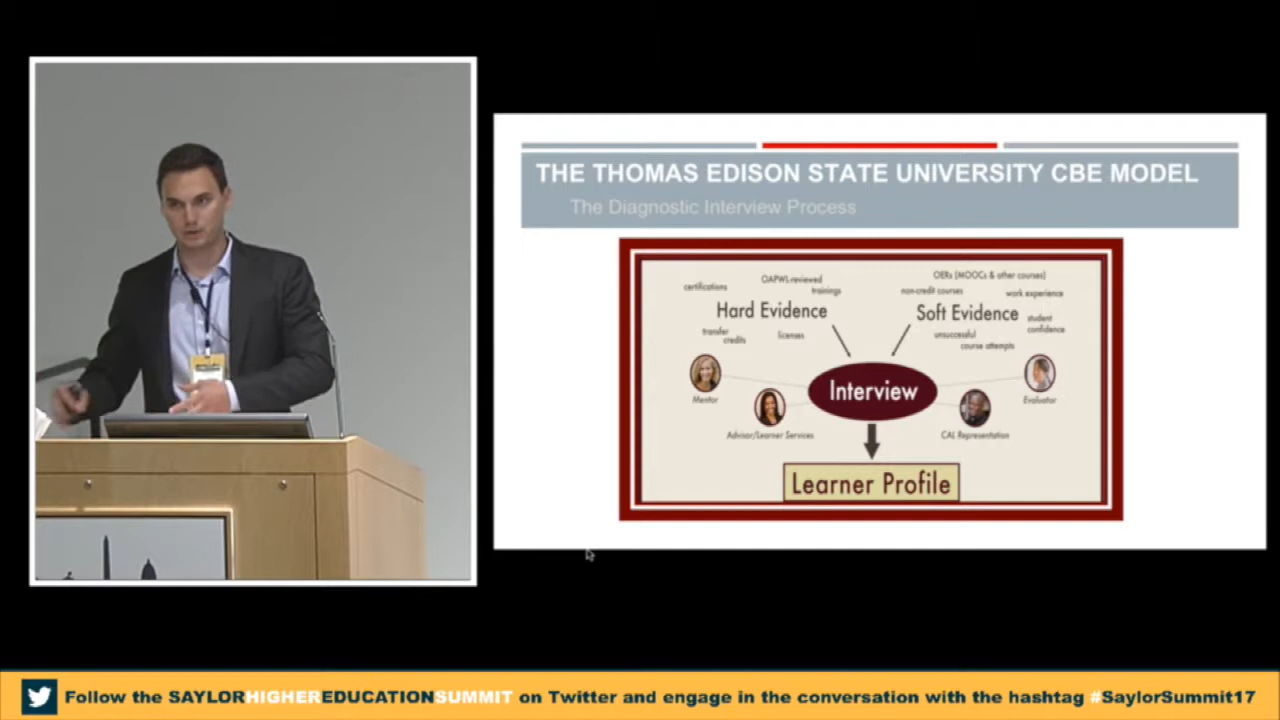 THE THOMAS EDISON STATE UNIVERSITY CBE MODEL
The Diagnostic Interview Process
certifications
OAPWL-reviewed
trainings
Hard Evidence
transfer
credits
licenses
OERs (MOOCs & other courses)
non-credit courses
work experience
Soft Evidence
student
confidence
unsuccessful
course attempts
Interview
Mentor
Advisor/Learner Services
CAL Representation
Evaluator
Learner Profile
Follow the SAYLORHIGHEREDUCATIONSUMMIT on Twitter and engage in the conversation with the hashtag #SaylorSummit17